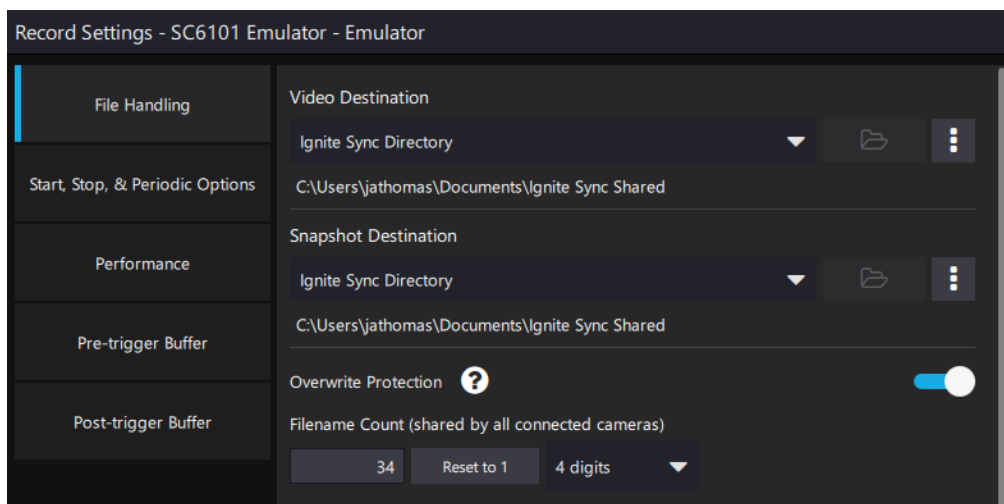 Record Settings - SC6101 Emulator - Emulator
File Handling
Start, Stop, & Periodic Options
Performance
Pre-trigger Buffer
Post-trigger Buffer
Video Destination
Ignite Sync Directory
C:\Users\jathomas\Documents\Ignite Sync Shared
Snapshot Destination
Ignite Sync Directory
C:\Users\jathomas\Documents\Ignite Sync Shared
Overwrite Protection ?
Filename Count (shared by all connected cameras)
34 Reset to 1 4 digits